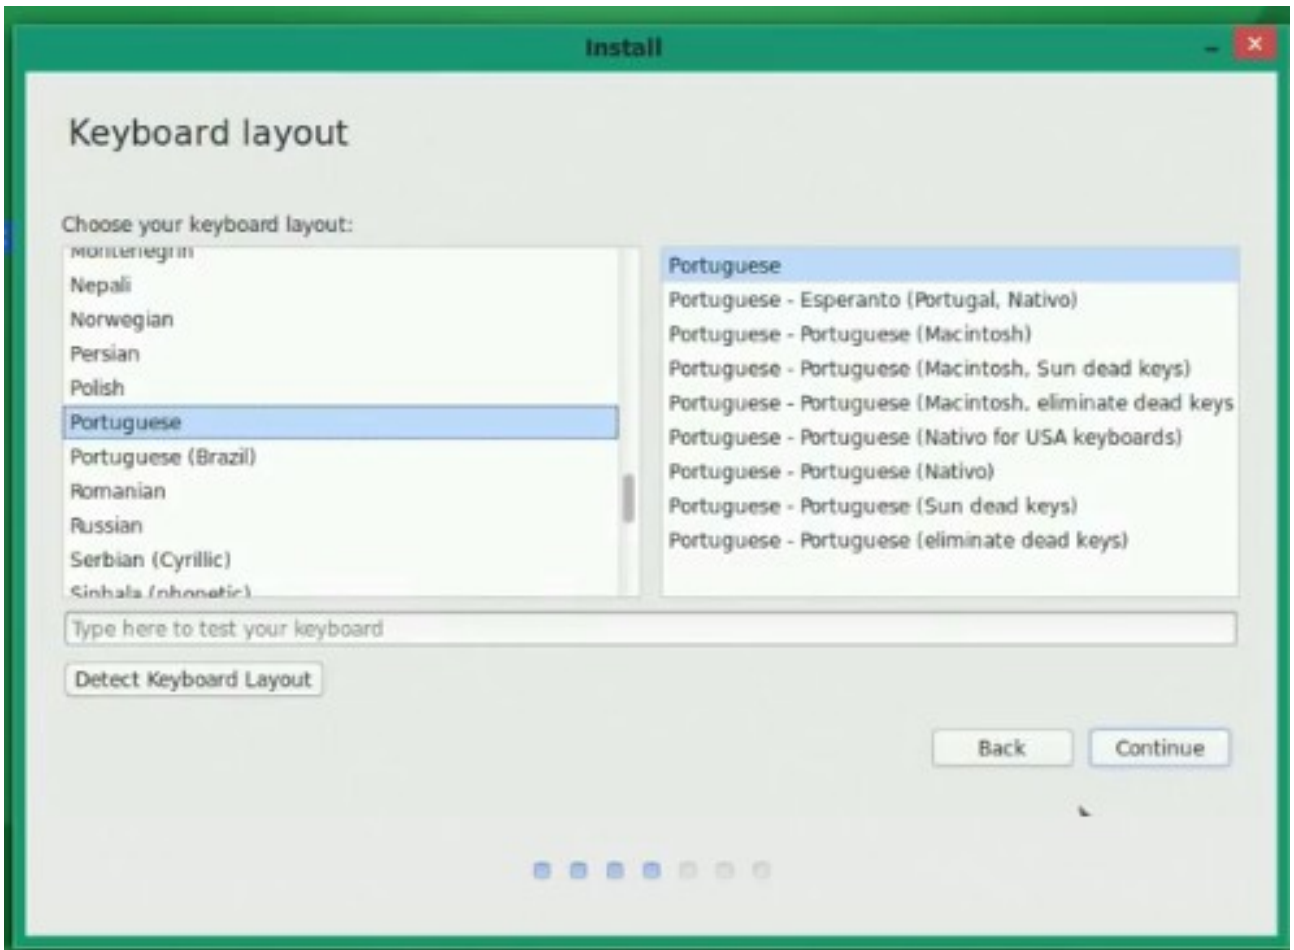 Install
Keyboard layout
Choose your keyboard layout:
Montenegrin
Nepali
Norwegian
Persian
Polish
Portuguese
Portuguese (Brazil)
Romanian
Russian
Serbian (Cyrillic)
Sinhala (phonetic)
Portuguese
Portuguese - Esperanto (Portugal, Nativo)
Portuguese - Portuguese (Macintosh)
Portuguese - Portuguese (Macintosh, Sun dead keys)
Portuguese - Portuguese (Macintosh, eliminate dead keys
Portuguese - Portuguese (Nativo for USA keyboards)
Portuguese - Portuguese (Nativo)
Portuguese - Portuguese (Sun dead keys)
Portuguese - Portuguese (eliminate dead keys)
Type here to test your keyboard
Detect Keyboard Layout
Back
Continue